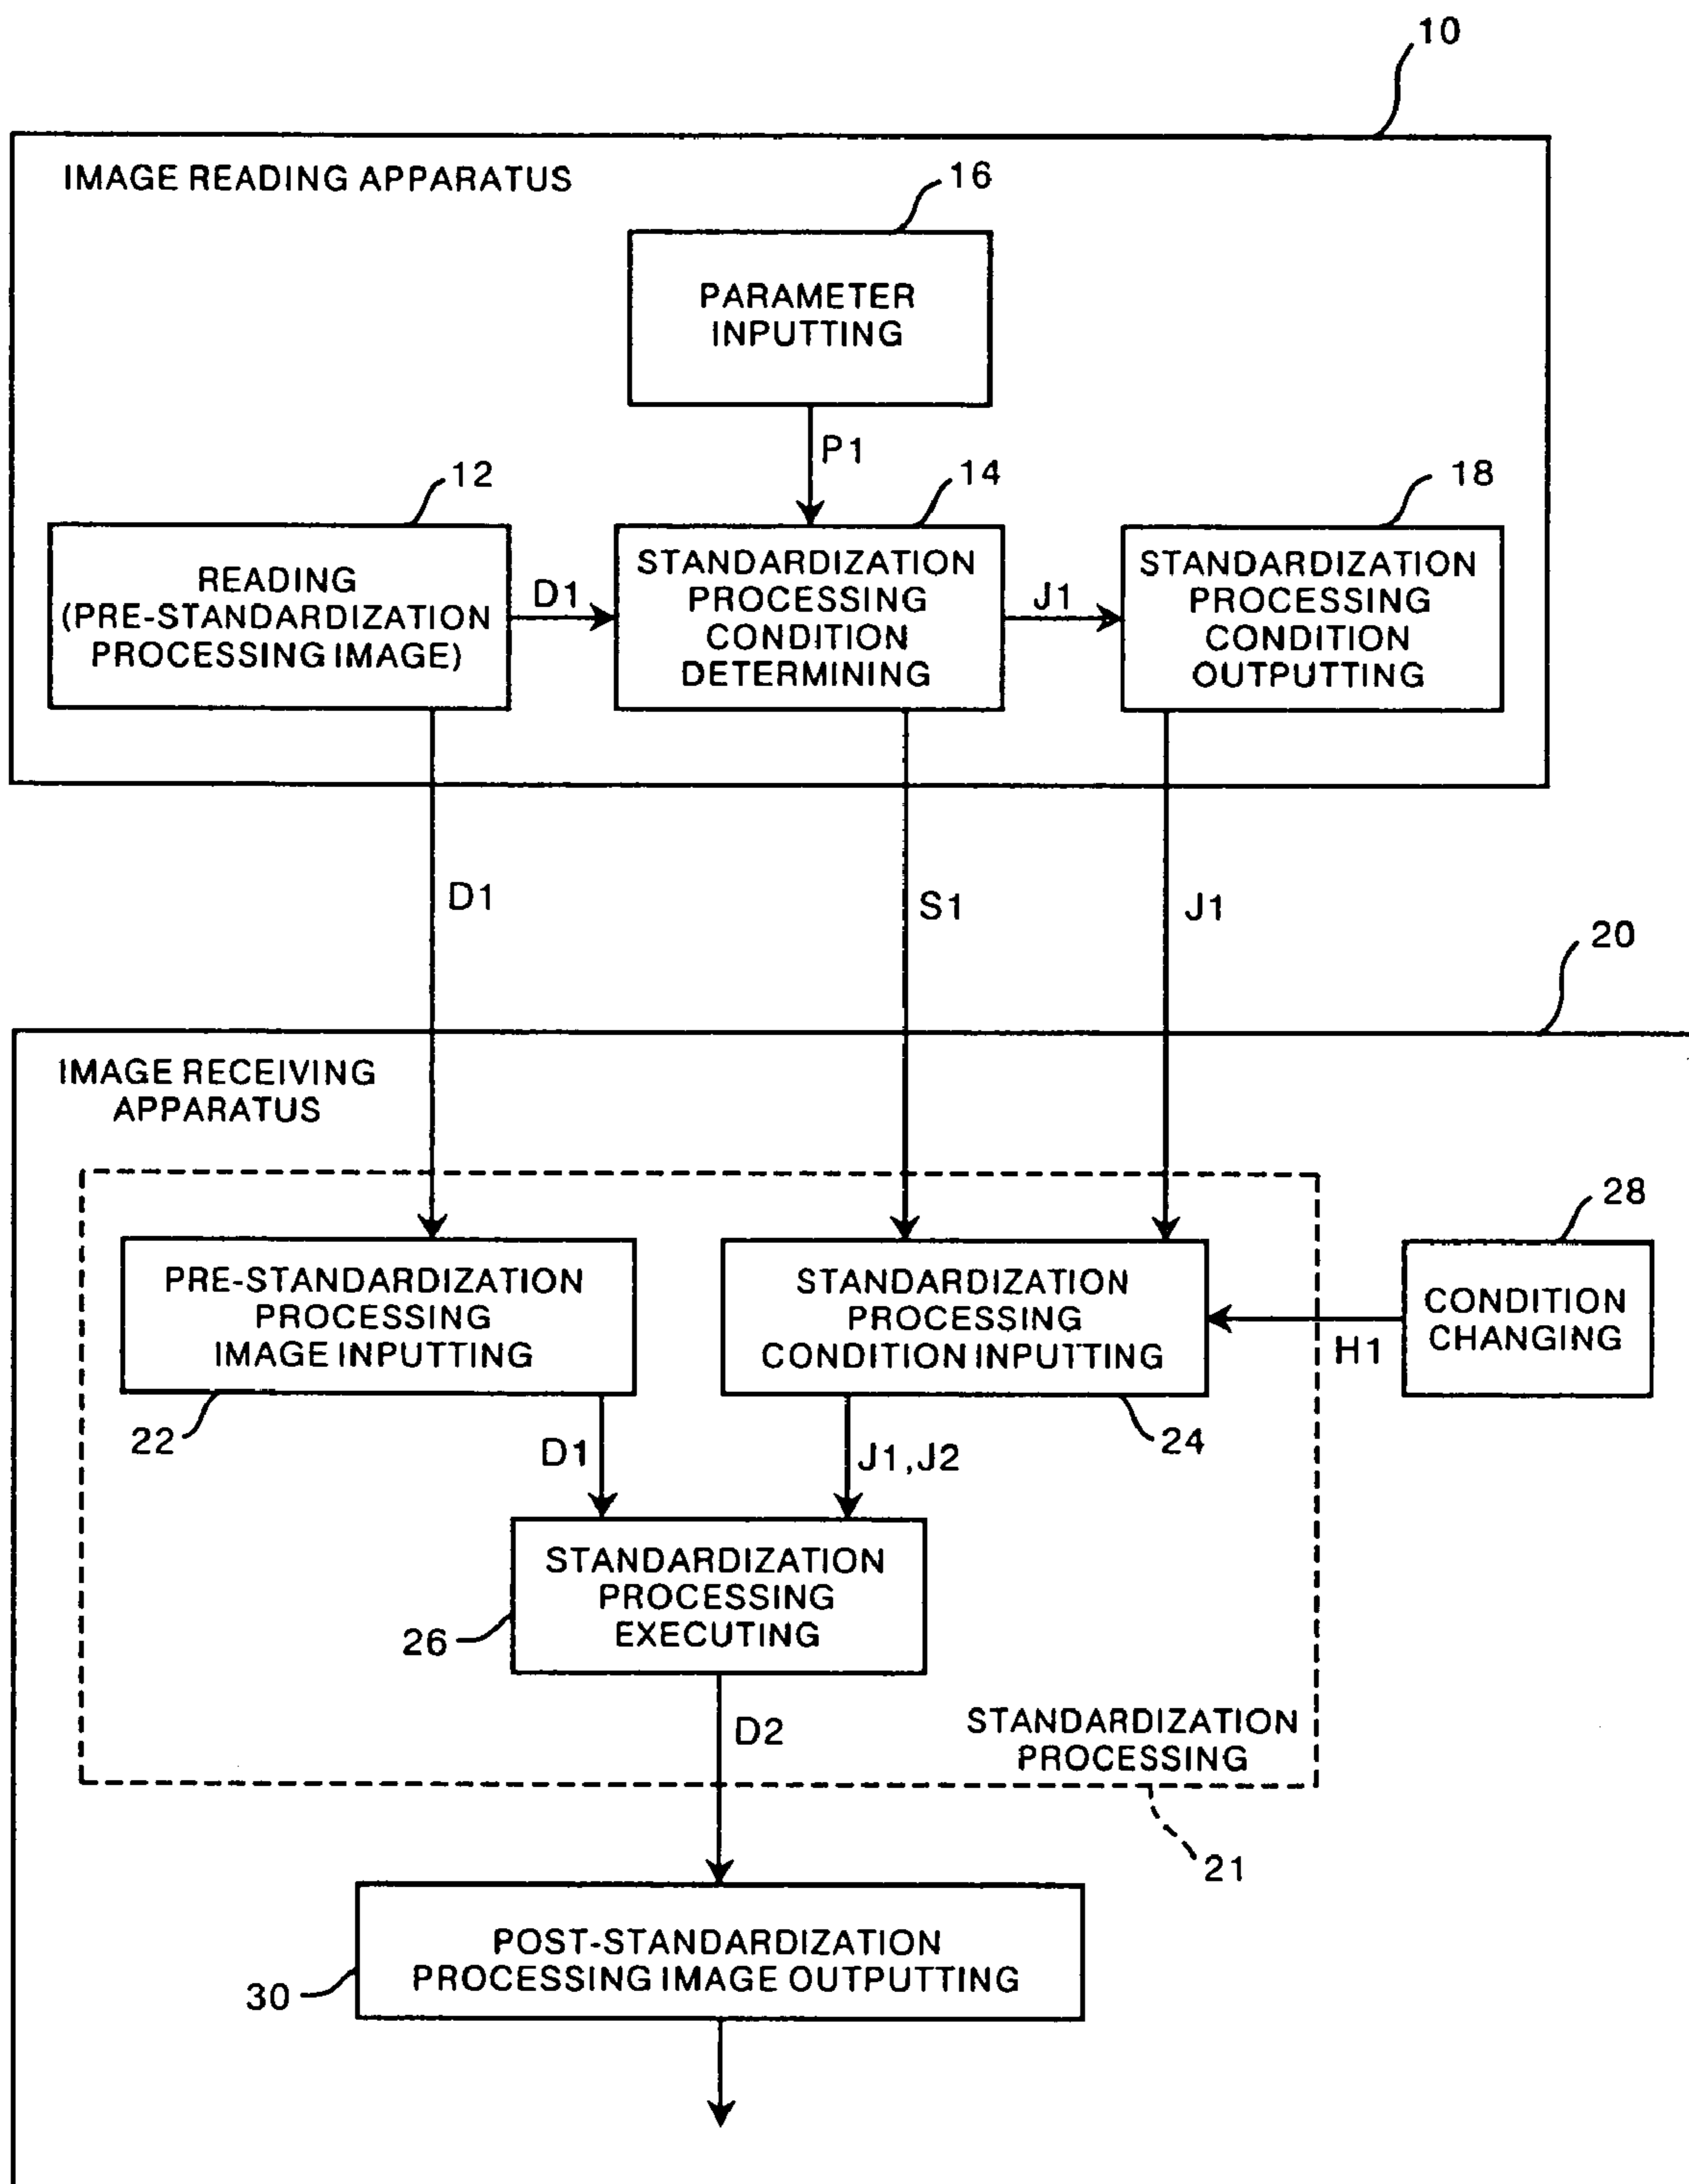 10
IMAGE READING APPARATUS
16
PARAMETER
INPUTTING
P1
12
14
18
READING
(PRE-STANDARDIZATION
PROCESSING IMAGE)
D1
STANDARDIZATION
PROCESSING
CONDITION
DETERMINING
J1
STANDARDIZATION
PROCESSING
CONDITION
OUTPUTTING
D1
S1
J1
20
IMAGE RECEIVING
APPARATUS
28
PRE-STANDARDIZATION
PROCESSING
IMAGE INPUTTING
STANDARDIZATION
PROCESSING
CONDITION INPUTTING
H1
CONDITION
CHANGING
22
24
D1
J1,J2
STANDARDIZATION
PROCESSING
EXECUTING
26
D2
STANDARDIZATION
PROCESSING
21
POST-STANDARDIZATION
PROCESSING IMAGE OUTPUTTING
30